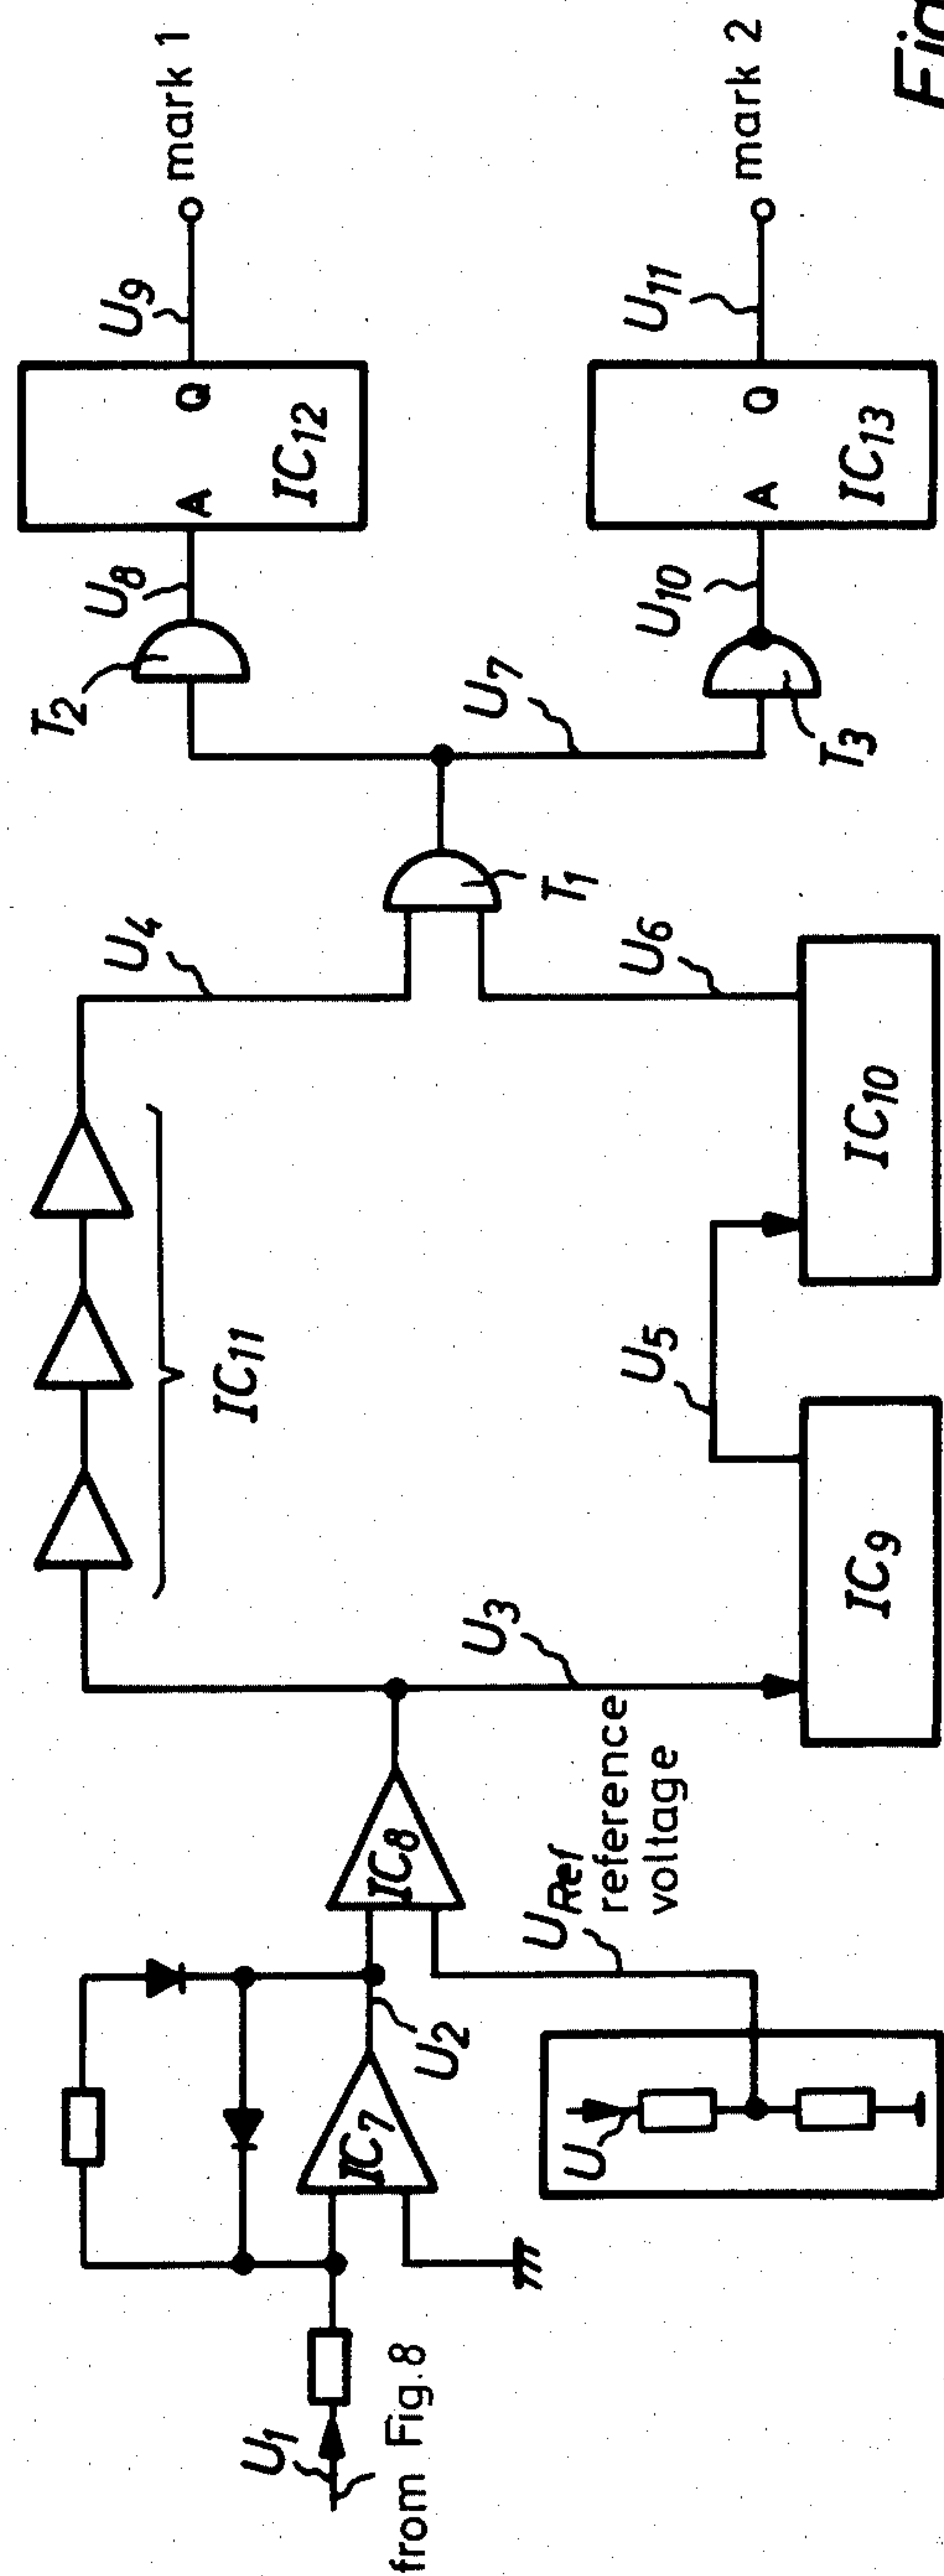 U1
from Fig. 8
IC7
U2
U
URef
reference
voltage
IC8
U3
IC9
U5
IC10
IC11
U4
U6
T1
U7
T2
U8
A Q
IC12
U9
mark 1
T3
U10
A Q
IC13
U11
mark 2
Fig